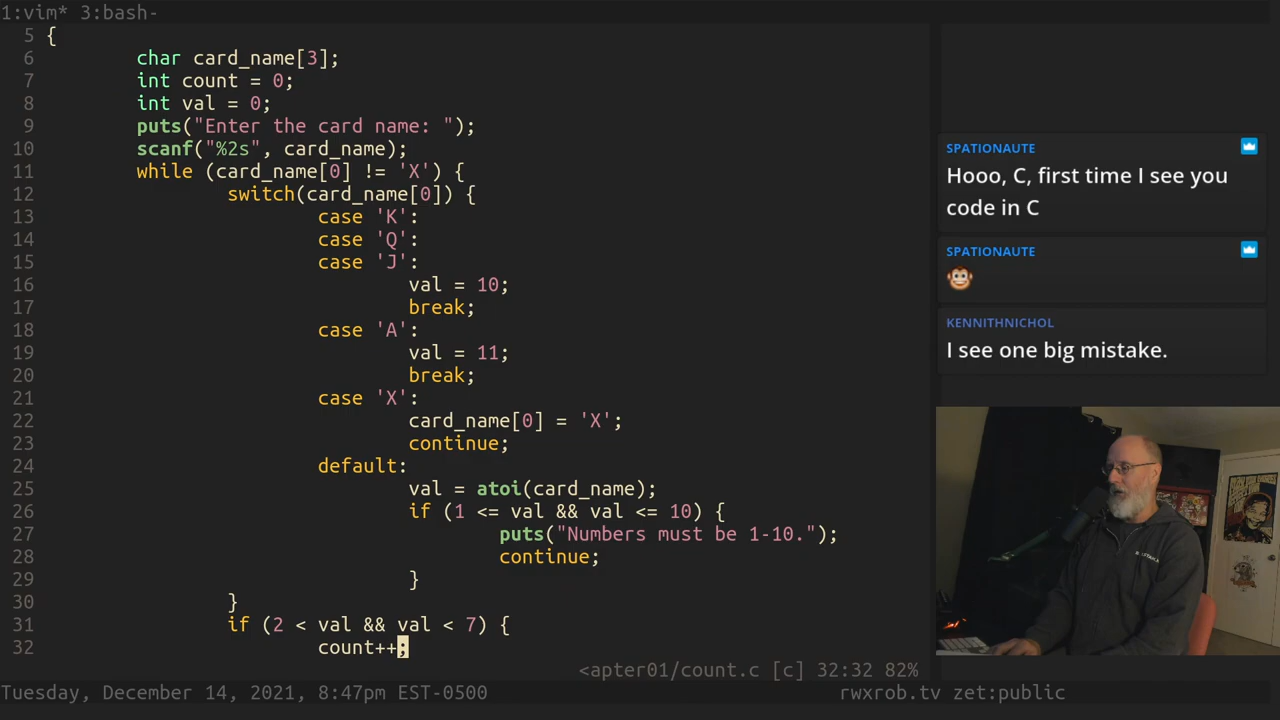 1:vim* 3:bash-
5 {
6 char card_name[3];
7 int count = 0;
8 int val = 0;
9 puts("Enter the card name: ");
10 scanf("%2s", card_name);
11 while (card_name[0] != 'X') {
12 switch(card_name[0]) {
13 case 'K':
14 case 'Q':
15 case 'J':
16 val = 10;
17 break;
18 case 'A':
19 val = 11;
20 break;
21 case 'X':
22 card_name[0] = 'X';
23 continue;
24 default:
25 val = atoi(card_name);
26 if (1 <= val && val <= 10) {
27 puts("Numbers must be 1-10.");
28 continue;
29 }
30 }
31 if (2 < val && val < 7) {
32 count++;
<apter01/count.c [c] 32:32 82%
Tuesday, December 14, 2021, 8:47pm EST-0500 rwxrob.tv zet:public
SPATIONAUTE
Hooo, C, first time I see you
code in C
SPATIONAUTE
KENNITHNICHOL
I see one big mistake.